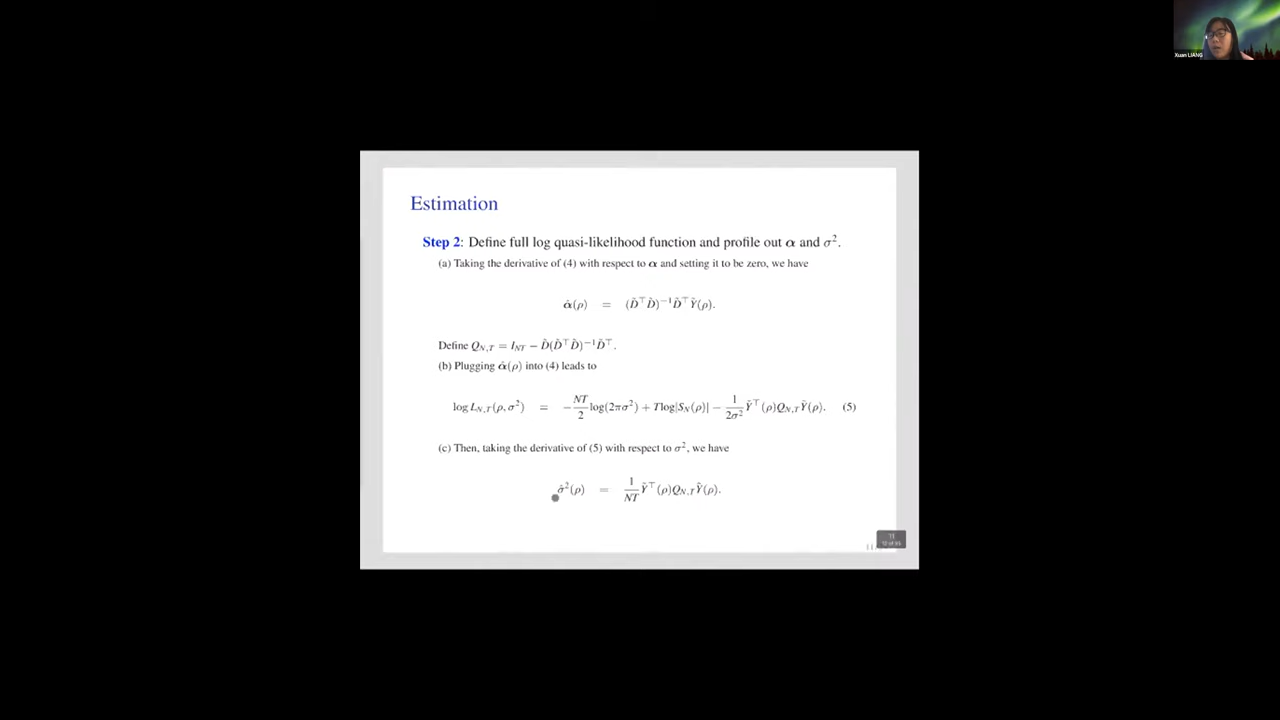 Xuan LIANG
Estimation
Step 2: Define full log quasi-likelihood function and profile out α and σ².
(a) Taking the derivative of (4) with respect to α and setting it to be zero, we have
α̂(ρ) = (D̃⊤D̃)⁻¹D̃⊤Ỹ(ρ).
Define Q_{N,T} = I_{NT} − D̃(D̃⊤D̃)⁻¹D̃⊤.
(b) Plugging α̂(ρ) into (4) leads to
log L_{N,T}(ρ, σ²) = −NT/2 log(2πσ²) + T log|S_N(ρ)| − 1/2σ² Ỹ⊤(ρ)Q_{N,T}Ỹ(ρ). (5)
(c) Then, taking the derivative of (5) with respect to σ², we have
σ̂²(ρ) = 1/NT Ỹ⊤(ρ)Q_{N,T}Ỹ(ρ).
11